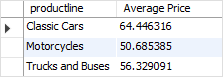 productline Average Price
Classic Cars 64.446316
Motorcycles 50.685385
Trucks and Buses 56.329091